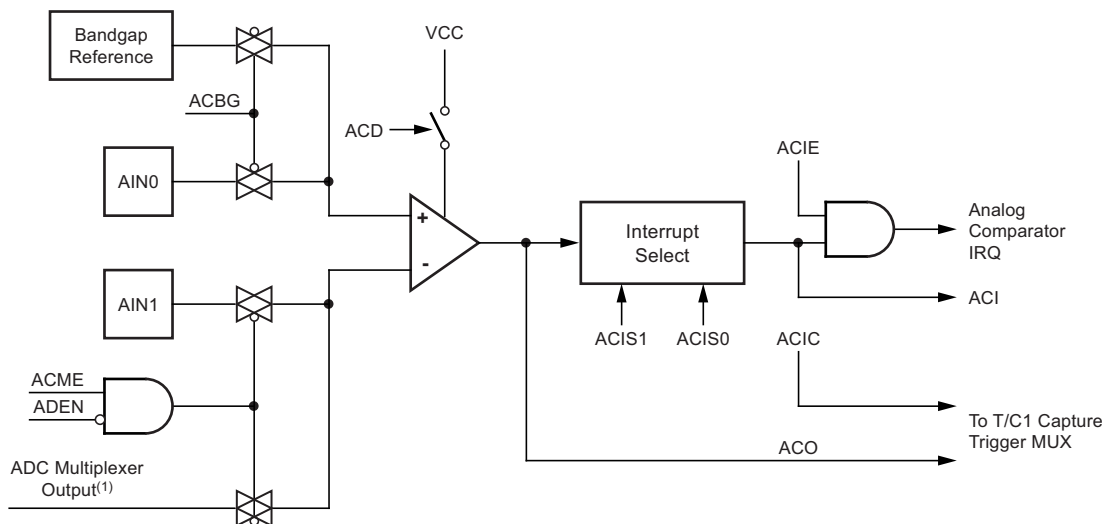 Bandgap
Reference
VCC
ACBG
ACD
AIN0
ACIE
+
Interrupt
Select
Analog
Comparator
IRQ
-
AIN1
ACI
ACIS1
ACIS0
ACIC
ACME
ADEN
To T/C1 Capture
Trigger MUX
ACO
ADC Multiplexer
Output(1)